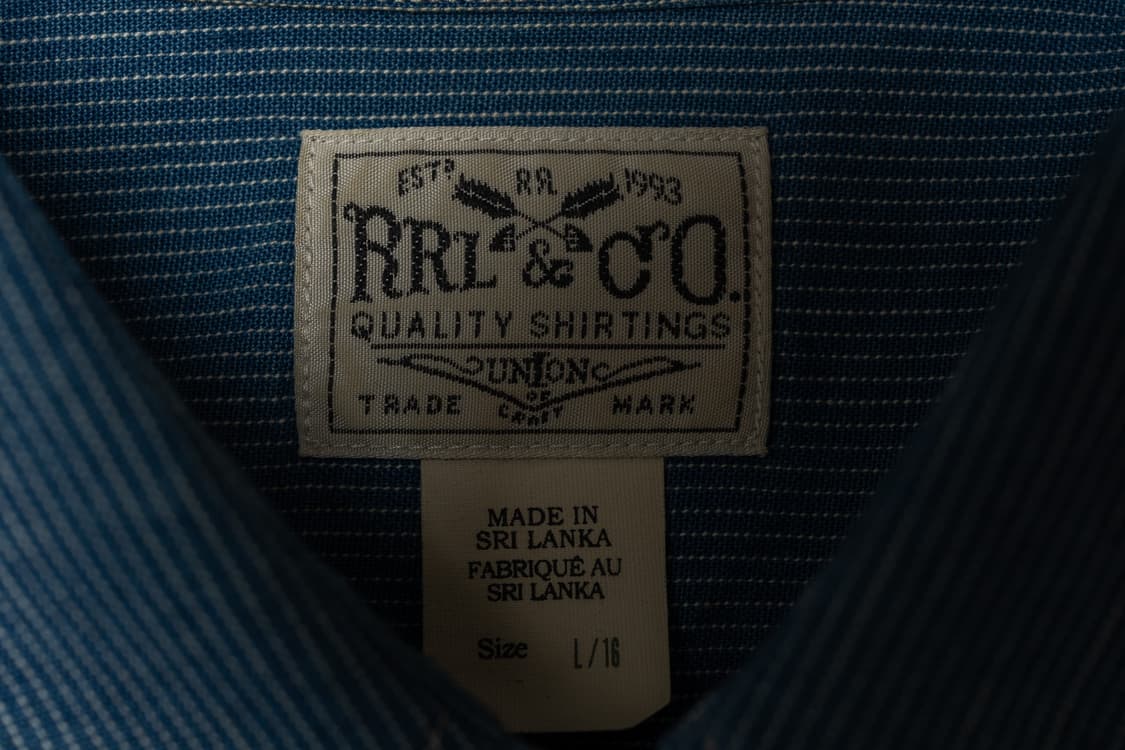 ESTD RL 1993
RRL & CO.
QUALITY SHIRTINGS
UNION
OF
TRADE CRAFT MARK
MADE IN
SRI LANKA
FABRIQUÉ AU
SRI LANKA
Size L/16